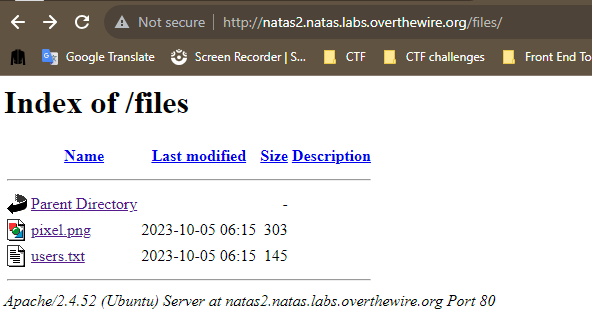 Not secure | http://natas2.natas.labs.overthewire.org/files/
Google Translate Screen Recorder | S... CTF CTF challenges Front End To
Index of /files
Name Last modified Size Description
Parent Directory -
pixel.png 2023-10-05 06:15 303
users.txt 2023-10-05 06:15 145
Apache/2.4.52 (Ubuntu) Server at natas2.natas.labs.overthewire.org Port 80